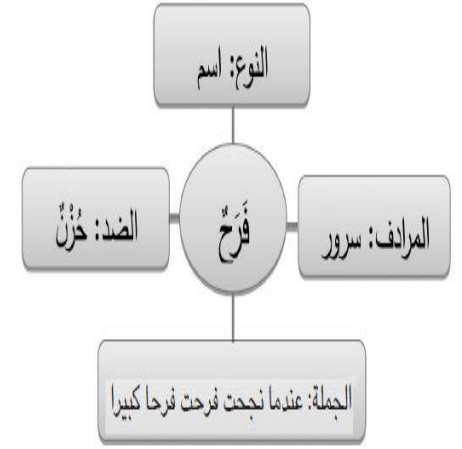 النوع: اسم
المرادف: سرور
فَرَحٌ
الضد: حُزْنٌ
الجملة: عندما نجحت فرحت فرحا كبيرا